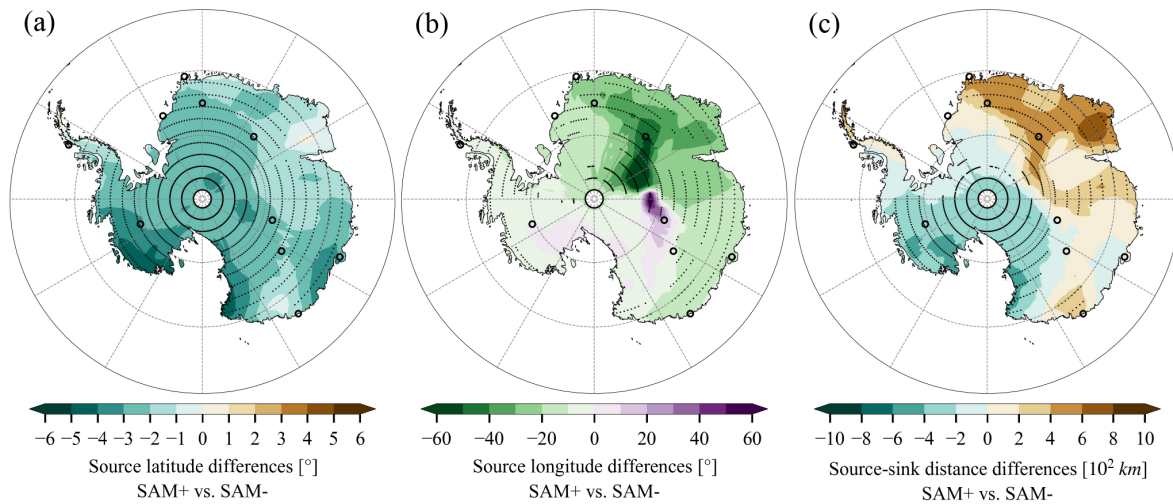 (a)
(b)
(c)
−6 −5 −4 −3 −2 −1 0 1 2 3 4 5 6
−60 −40 −20 0 20 40 60
−10 −8 −6 −4 −2 0 2 4 6 8 10
Source latitude differences [°]
SAM+ vs. SAM-
Source longitude differences [°]
SAM+ vs. SAM-
Source-sink distance differences [10² km]
SAM+ vs. SAM-